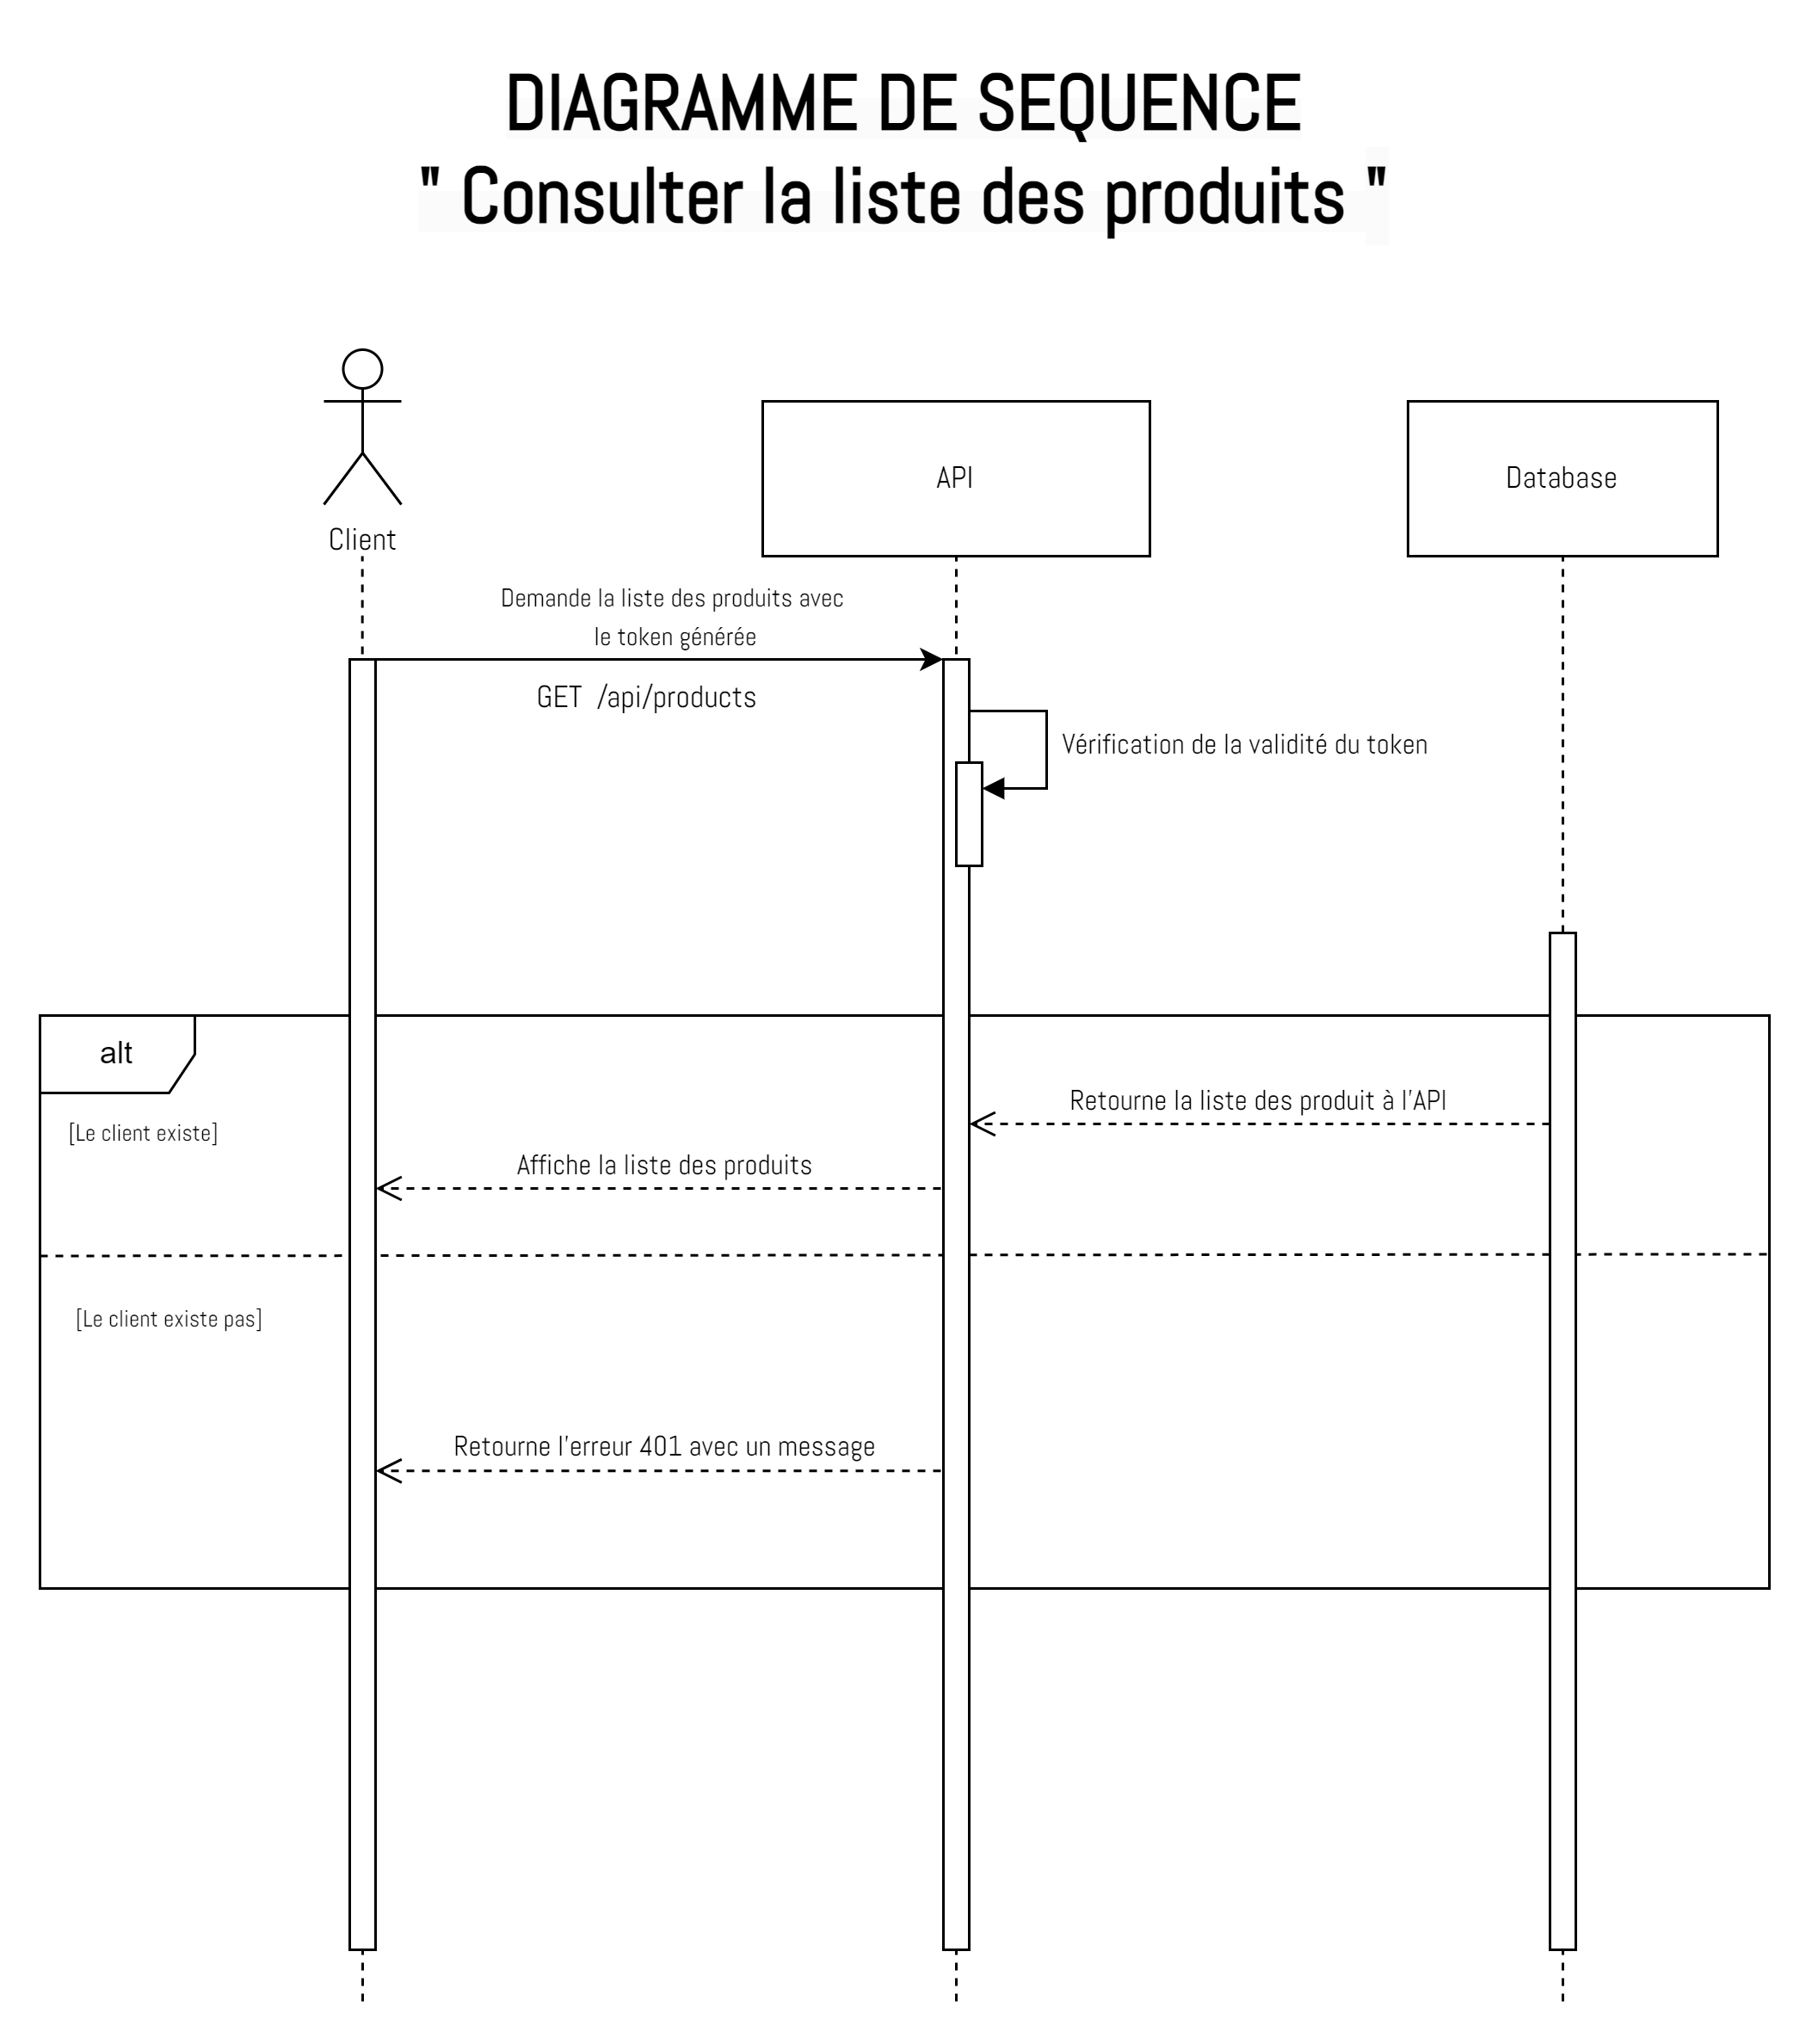 DIAGRAMME DE SEQUENCE
" Consulter la liste des produits "
Client
API
Database
Demande la liste des produits avec
le token générée
GET /api/products
Vérification de la validité du token
alt
Retourne la liste des produit à l'API
[Le client existe]
Affiche la liste des produits
[Le client existe pas]
Retourne l'erreur 401 avec un message